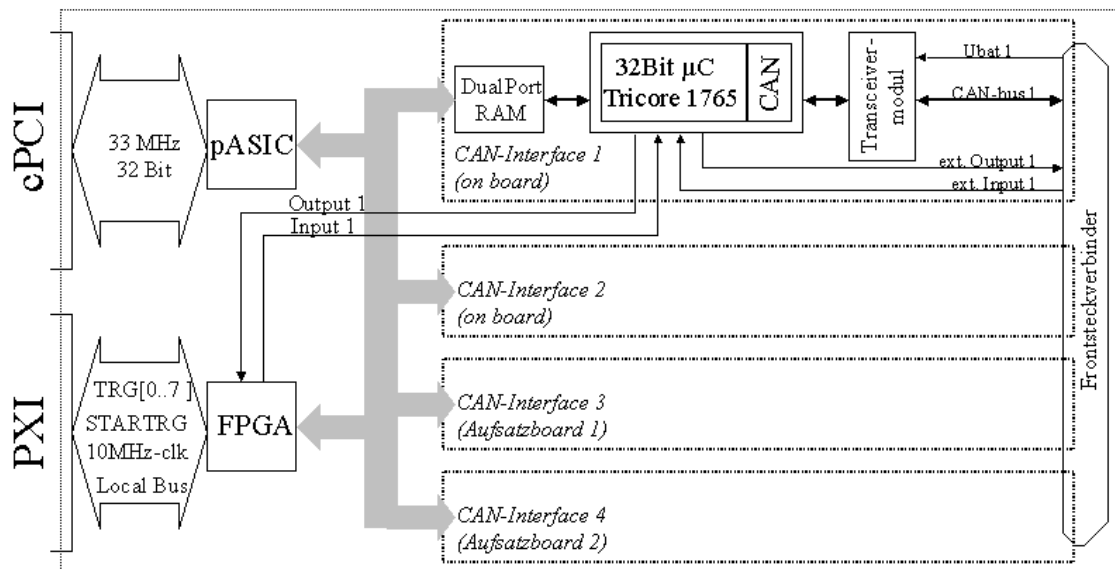 cPCI
33 MHz
32 Bit
pASIC
DualPort
RAM
32Bit µC
Tricore 1765
CAN
Transceiver-
modul
Ubat 1
CAN-bus 1
CAN-Interface 1
(on board)
ext. Output 1
ext. Input 1
Output 1
Input 1
CAN-Interface 2
(on board)
Frontsteckverbinder
PXI
TRG[0..7 ]
STARTRG
10MHz-clk
Local Bus
FPGA
CAN-Interface 3
(Aufsatzboard 1)
CAN-Interface 4
(Aufsatzboard 2)